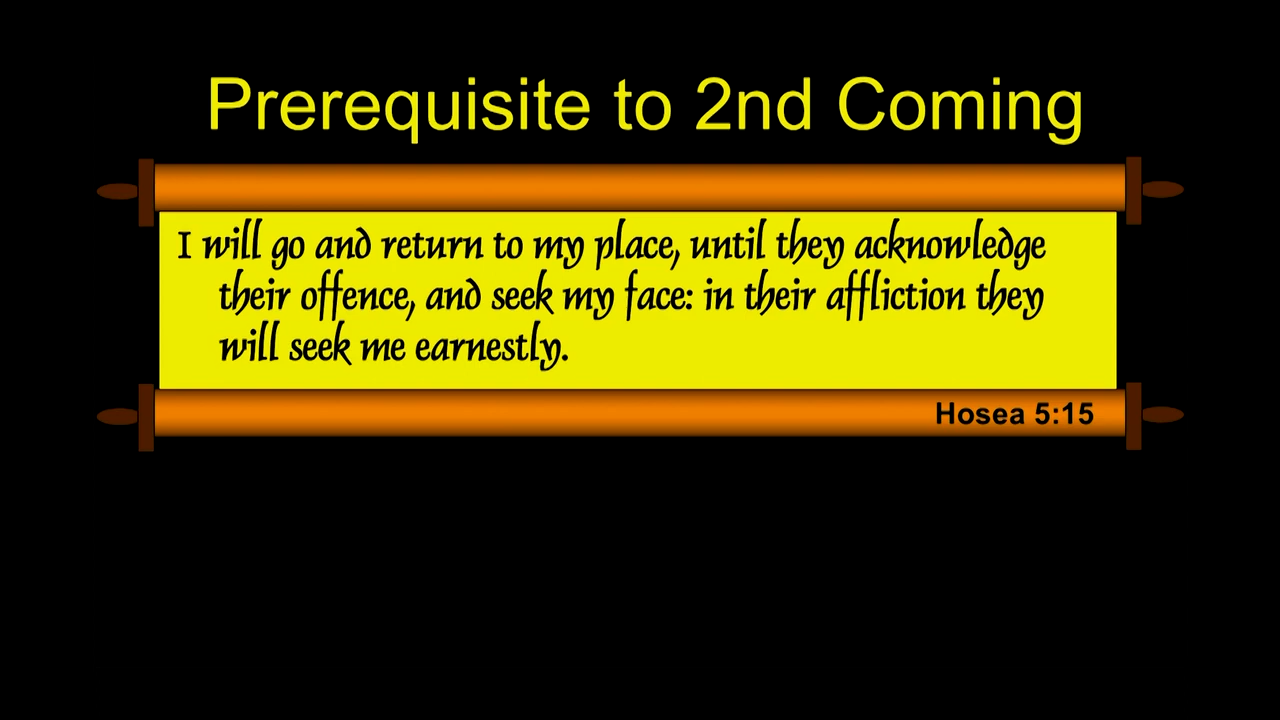 Prerequisite to 2nd Coming
I will go and return to my place, until they acknowledge
their offence, and seek my face: in their affliction they
will seek me earnestly.
Hosea 5:15